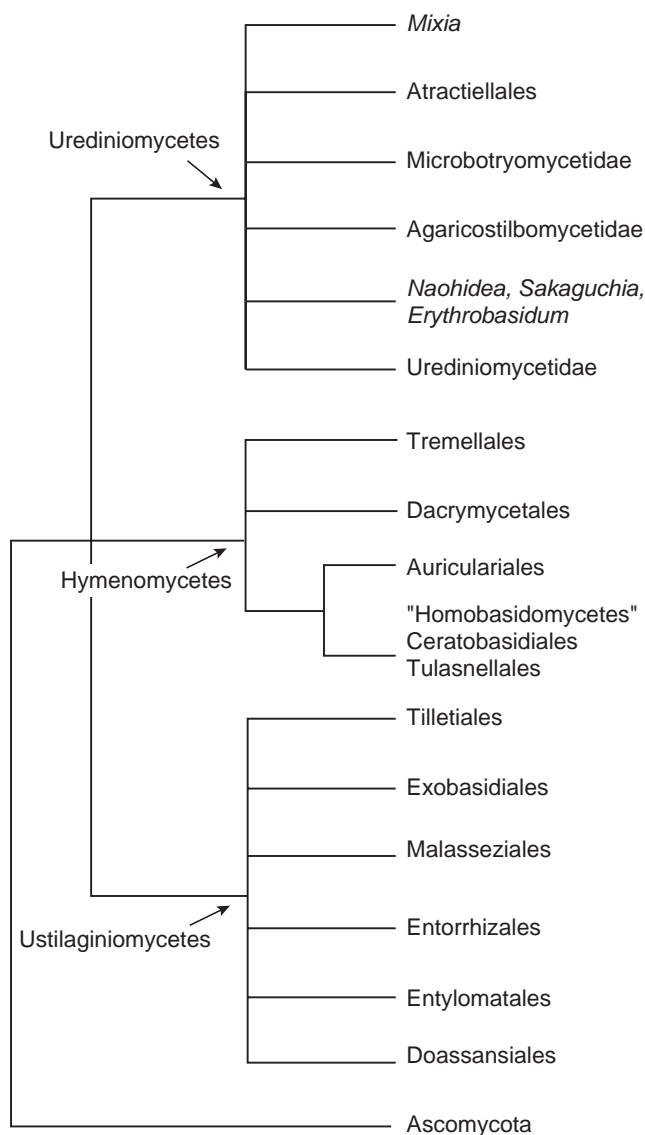 Mixia
Atractiellales
Urediniomycetes
Microbotryomycetidae
Agaricostilbomycetidae
Naohidea, Sakaguchia,
Erythrobasidum
Urediniomycetidae
Tremellales
Dacrymycetales
Hymenomycetes
Auriculariales
"Homobasidomycetes"
Ceratobasidiales
Tulasnellales
Tilletiales
Exobasidiales
Malasseziales
Ustilaginiomycetes
Entorrhizales
Entylomatales
Doassansiales
Ascomycota